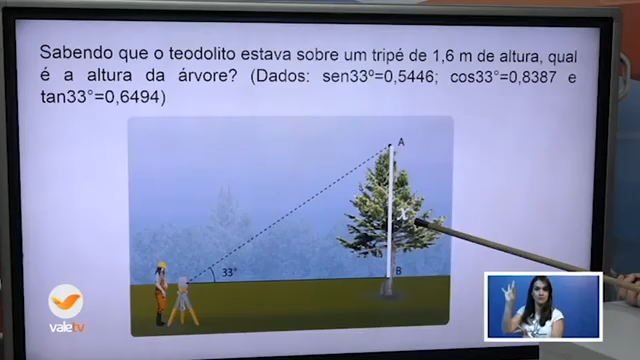 Sabendo que o teodolito estava sobre um tripé de 1,6 m de altura, qual
é a altura da árvore? (Dados: sen33º=0,5446; cos33°=0,8387 e
tan33°=0,6494)
A
x
33°
B
valetv